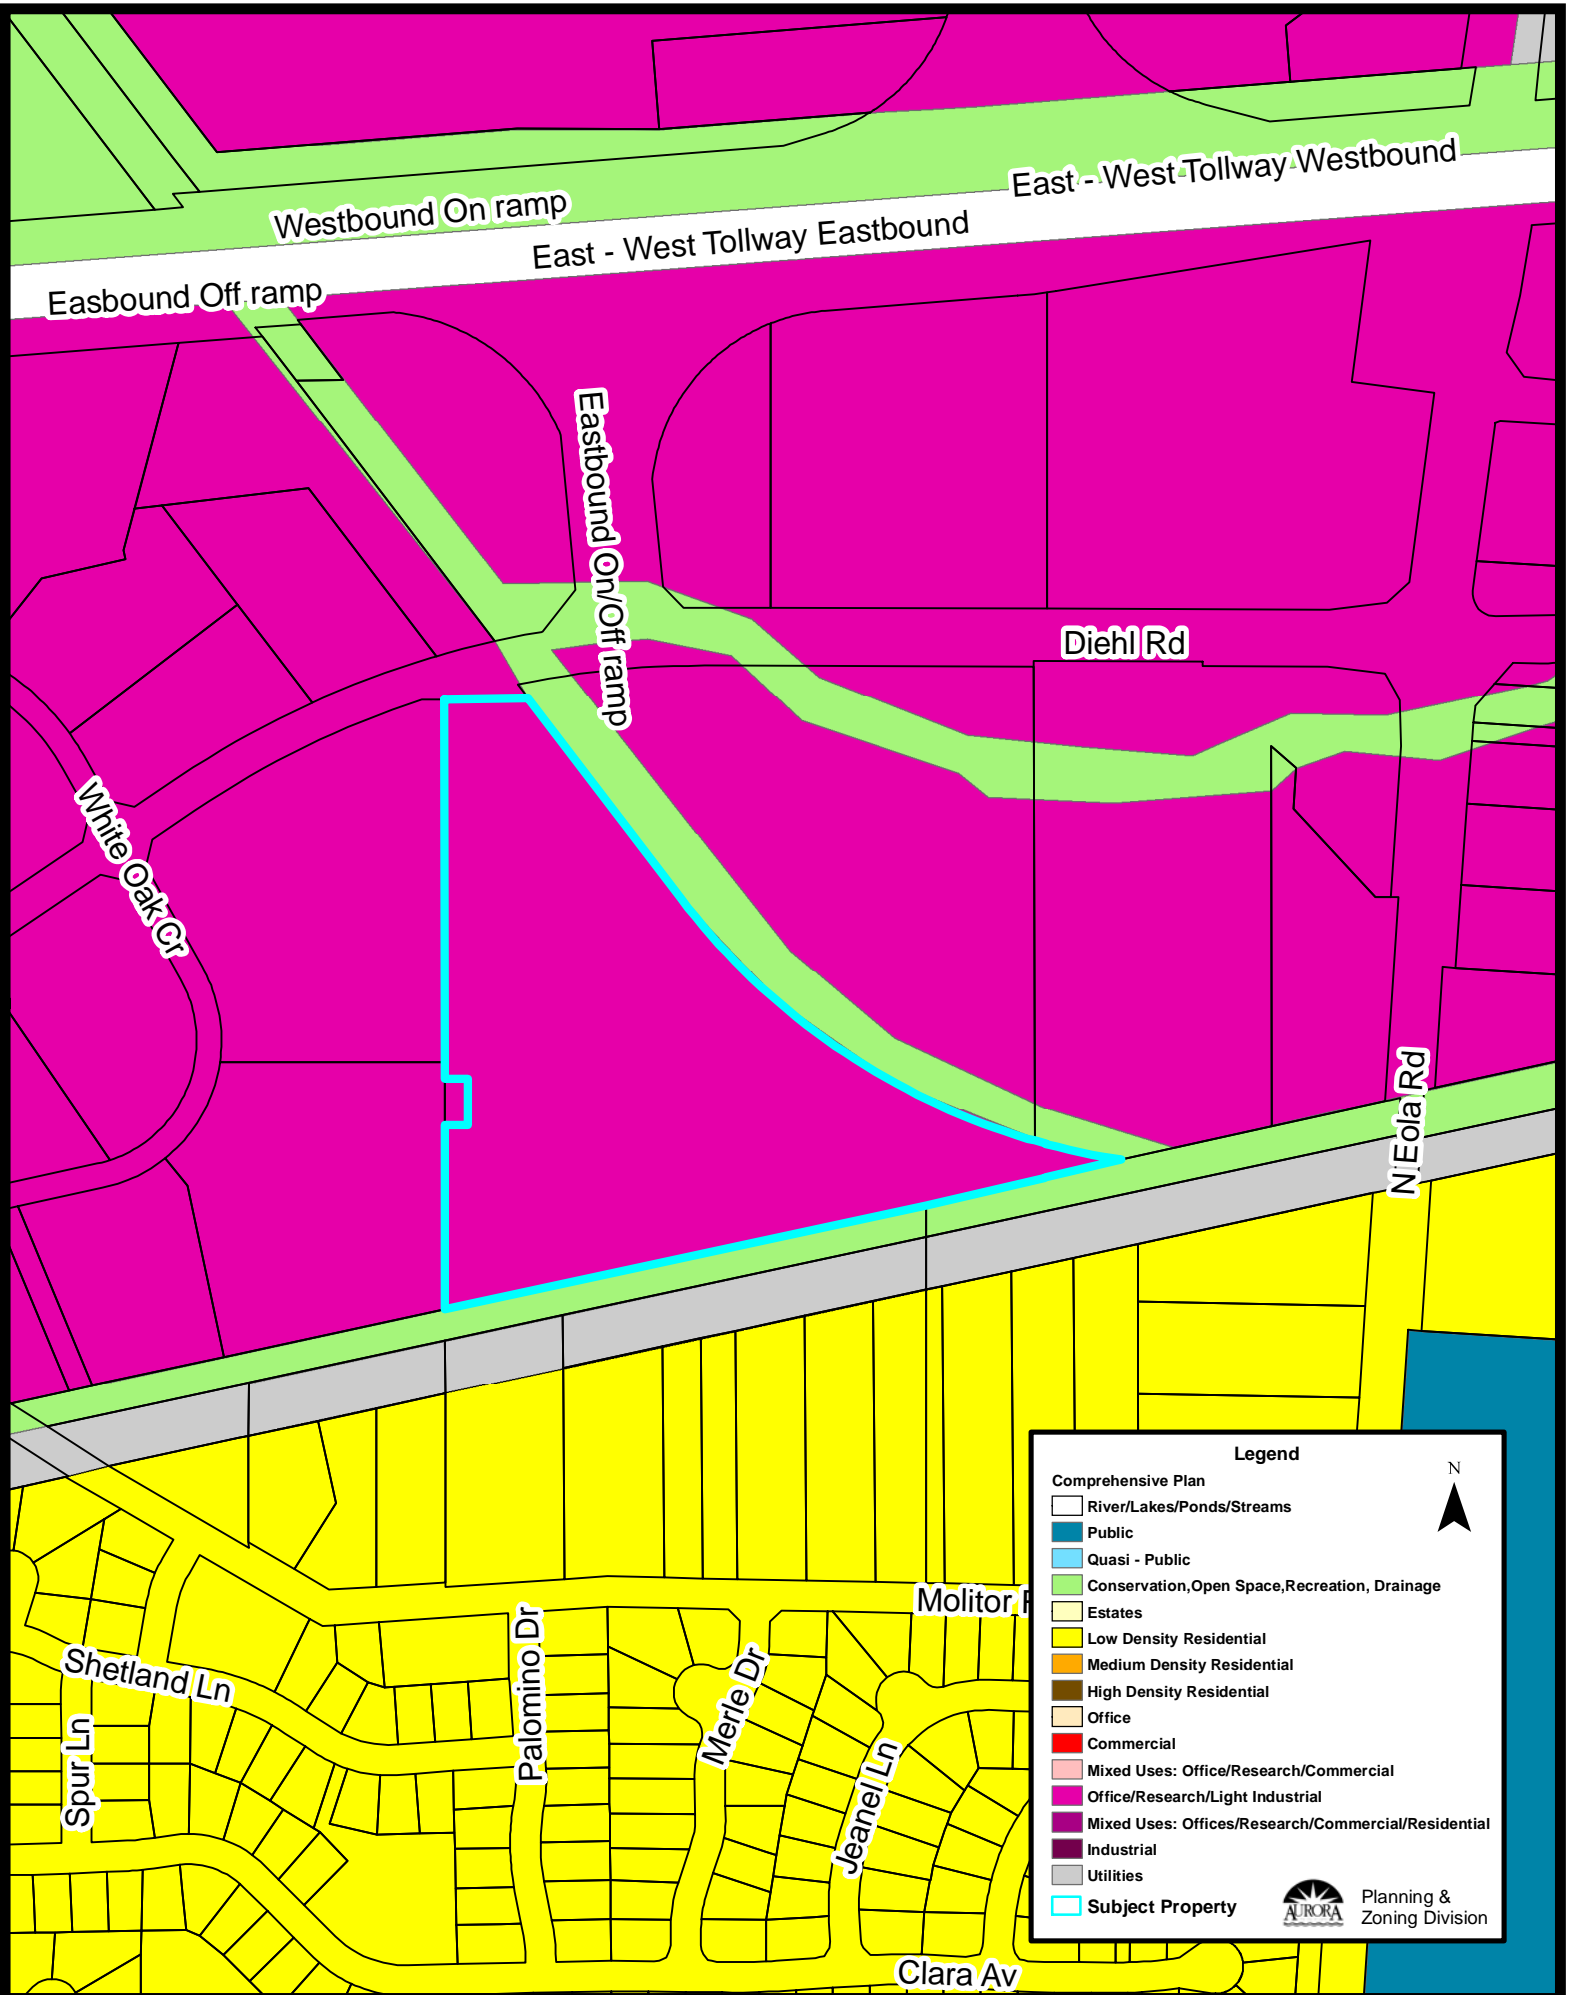 East - West Tollway Westbound
Westbound On ramp
East - West Tollway Eastbound
Easbound Off ramp
Eastbound On/Off ramp
Diehl Rd
White Oak Cr
N Eola Rd
Molitor
Shetland Ln
Palomino Dr
Merle Dr
Spur Ln
Jeanel Ln
Clara Av
Legend
N
Comprehensive Plan
River/Lakes/Ponds/Streams
Public
Quasi - Public
Conservation,Open Space,Recreation, Drainage
Estates
Low Density Residential
Medium Density Residential
High Density Residential
Office
Commercial
Mixed Uses: Office/Research/Commercial
Office/Research/Light Industrial
Mixed Uses: Offices/Research/Commercial/Residential
Industrial
Utilities
Subject Property
AURORA
Planning &
Zoning Division